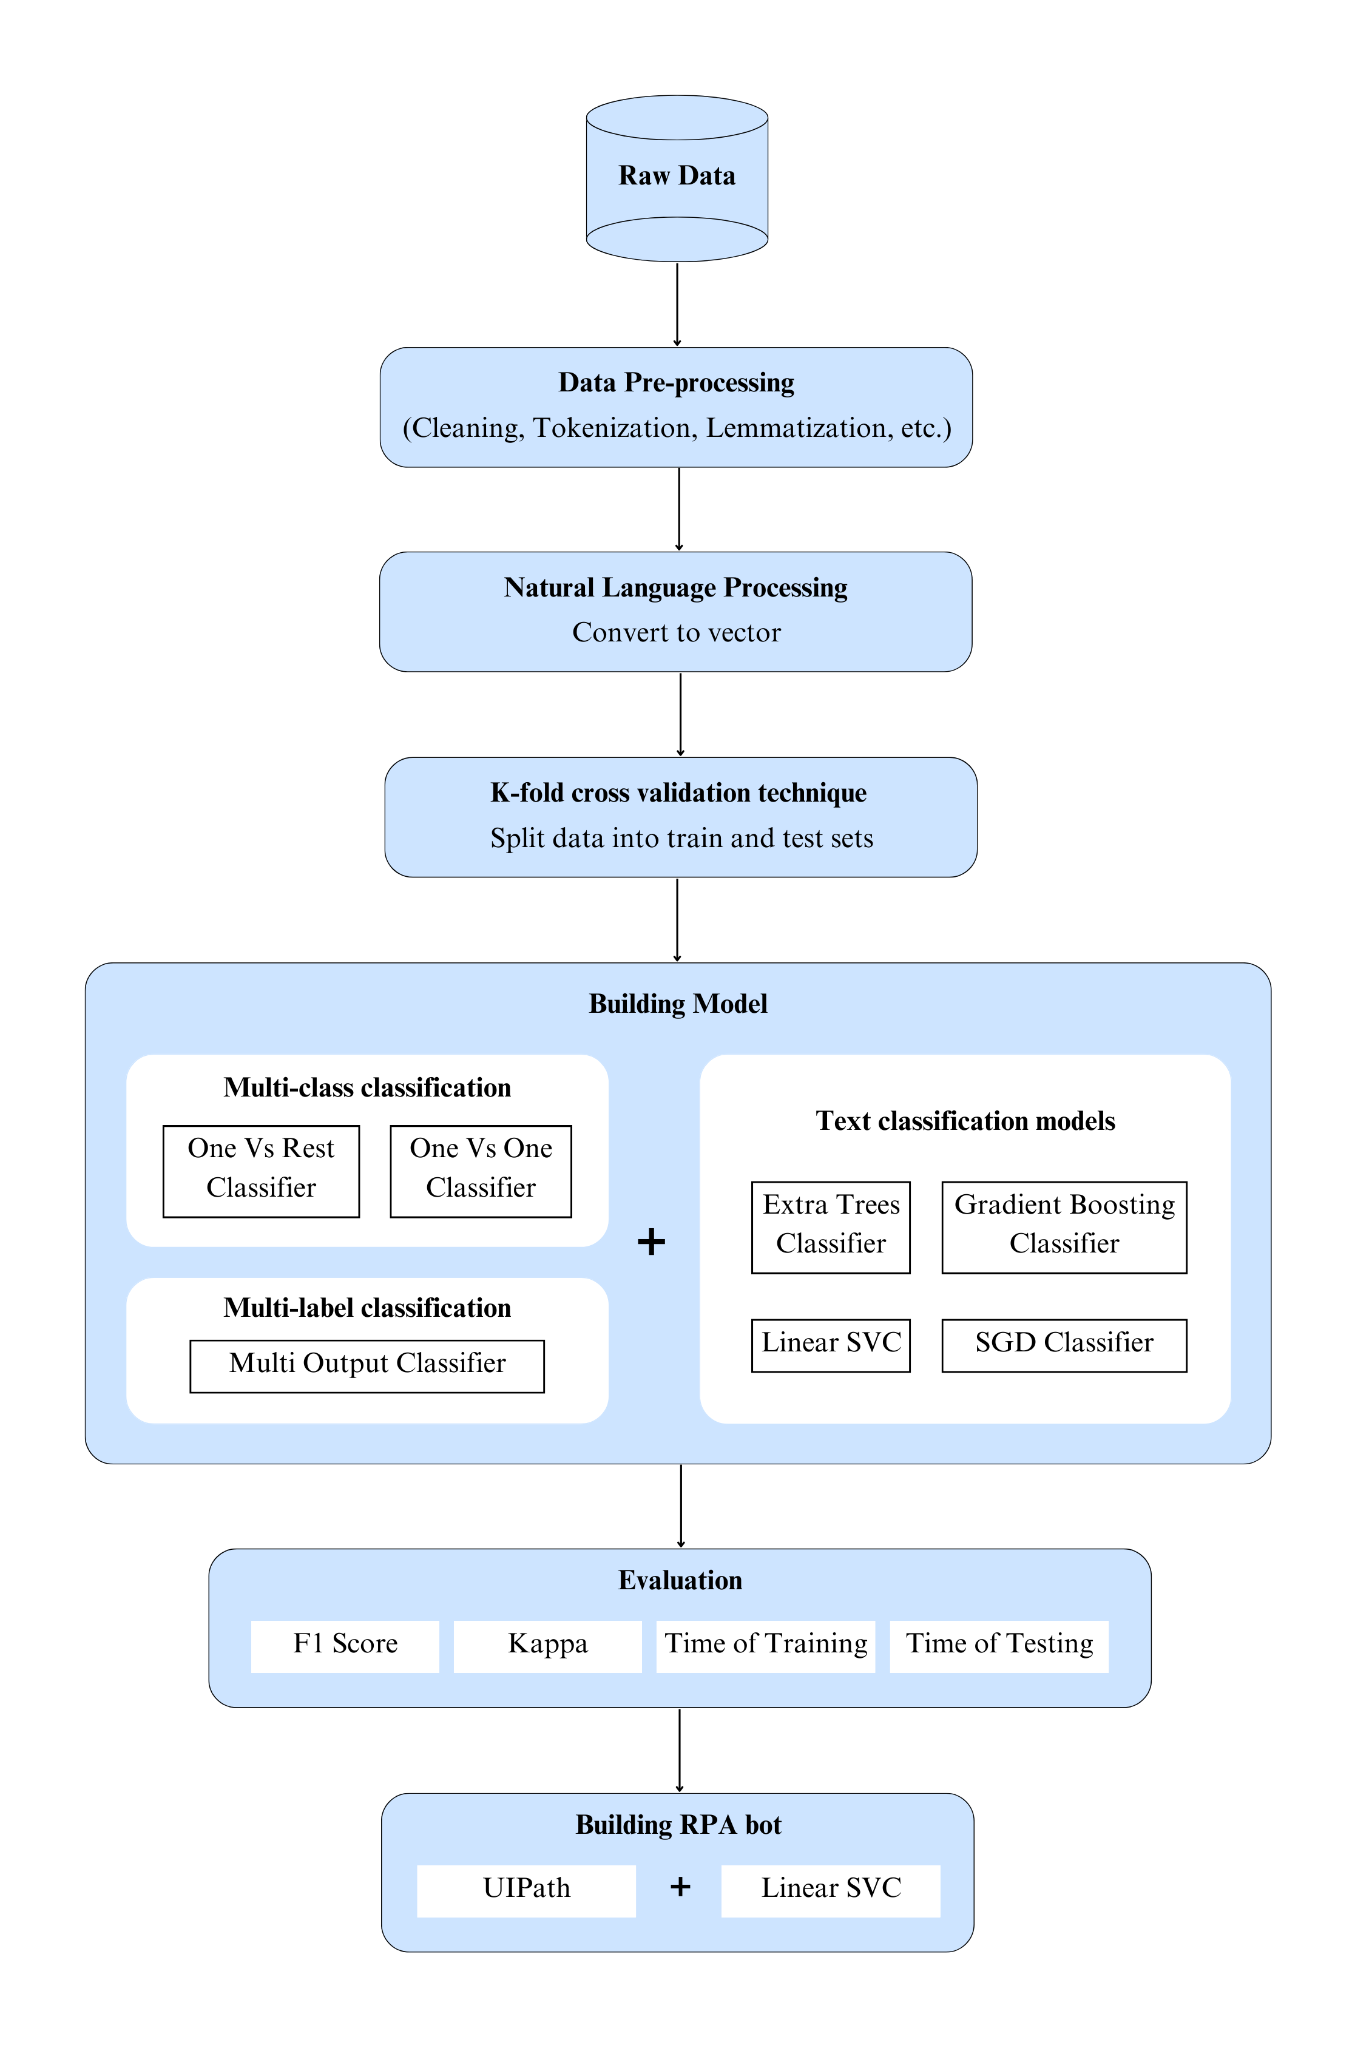 Raw Data
Data Pre-processing
(Cleaning, Tokenization, Lemmatization, etc.)
Natural Language Processing
Convert to vector
K-fold cross validation technique
Split data into train and test sets
Building Model
Multi-class classification
One Vs Rest
Classifier
One Vs One
Classifier
Multi-label classification
Multi Output Classifier
+
Text classification models
Extra Trees
Classifier
Gradient Boosting
Classifier
Linear SVC
SGD Classifier
Evaluation
F1 Score
Kappa
Time of Training
Time of Testing
Building RPA bot
UIPath
+
Linear SVC